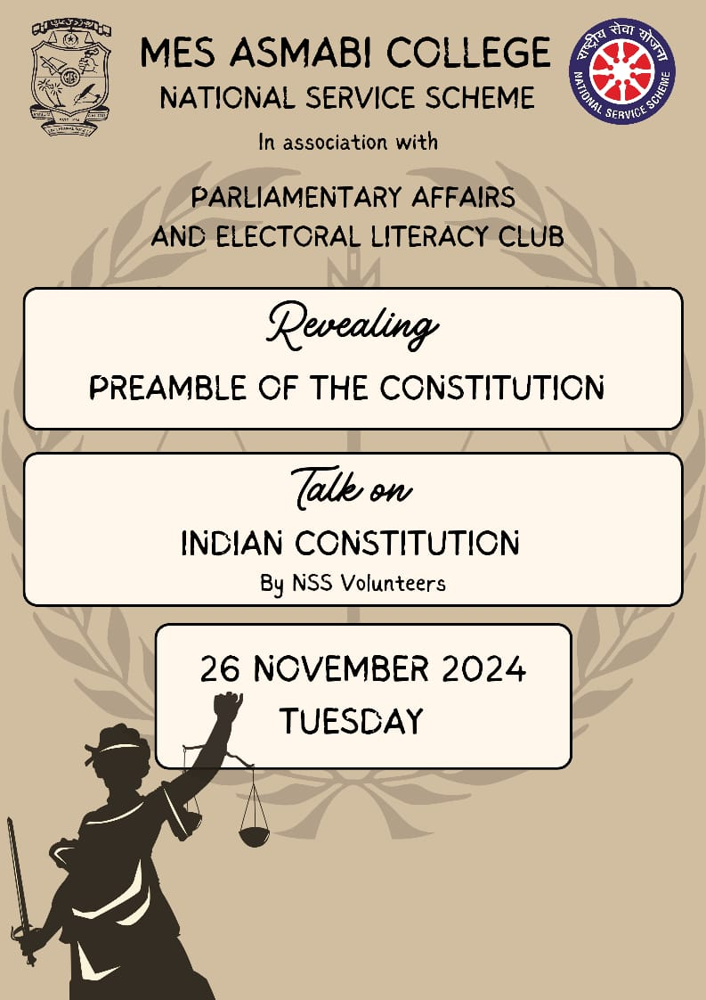 MES ASMABI COLLEGE
NATIONAL SERVICE SCHEME
राष्ट्रीय सेवा योजना
NATIONAL SERVICE SCHEME
In association with
PARLIAMENTARY AFFAIRS
AND ELECTORAL LITERACY CLUB
Revealing
PREAMBLE OF THE CONSTITUTION
Talk on
INDIAN CONSTITUTION
By NSS Volunteers
26 NOVEMBER 2024
TUESDAY